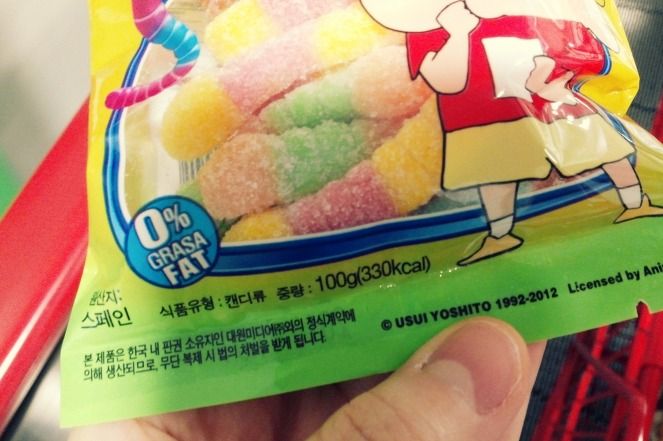 0%
GRASA
FAT
원산지:
스페인
식품유형 : 캔디류 중량 : 100g(330kcal)
본 제품은 한국 내 판권 소유자인 대원미디어㈜와의 정식계약에
의해 생산되므로, 무단 복제 시 법의 처벌을 받게 됩니다.
© USUI YOSHITO 1992-2012 Licensed by